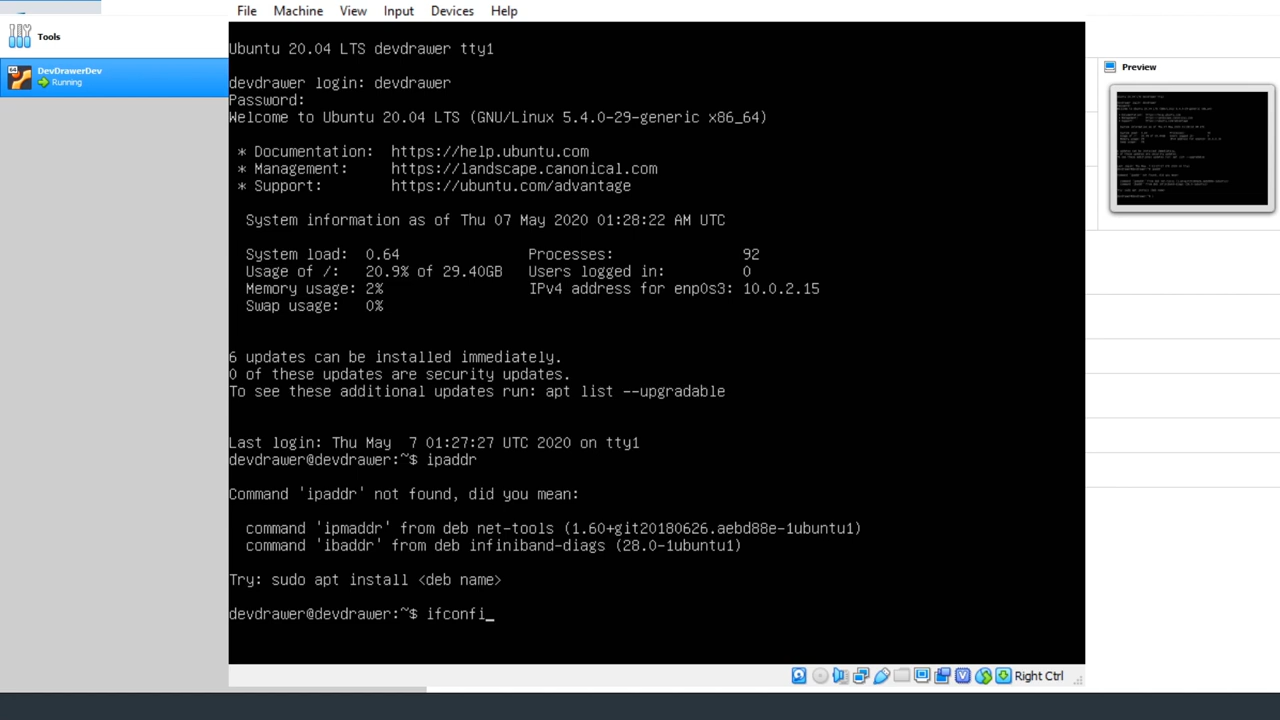 File Machine View Input Devices Help
Tools
DevDrawerDev
Running
Preview
Ubuntu 20.04 LTS devdrawer tty1
devdrawer login: devdrawer
Password:
Welcome to Ubuntu 20.04 LTS (GNU/Linux 5.4.0-29-generic x86_64)
* Documentation: https://help.ubuntu.com
* Management: https://landscape.canonical.com
* Support: https://ubuntu.com/advantage
System information as of Thu 07 May 2020 01:28:22 AM UTC
System load: 0.64 Processes: 92
Usage of /: 20.9% of 29.40GB Users logged in: 0
Memory usage: 2% IPv4 address for enp0s3: 10.0.2.15
Swap usage: 0%
6 updates can be installed immediately.
0 of these updates are security updates.
To see these additional updates run: apt list --upgradable
Last login: Thu May 7 01:27:27 UTC 2020 on tty1
devdrawer@devdrawer:~$ ipaddr
Command 'ipaddr' not found, did you mean:
command 'ipmaddr' from deb net-tools (1.60+git20180626.aebd88e-1ubuntu1)
command 'ibaddr' from deb infiniband-diags (28.0-1ubuntu1)
Try: sudo apt install <deb name>
devdrawer@devdrawer:~$ ifconfi_
Right Ctrl